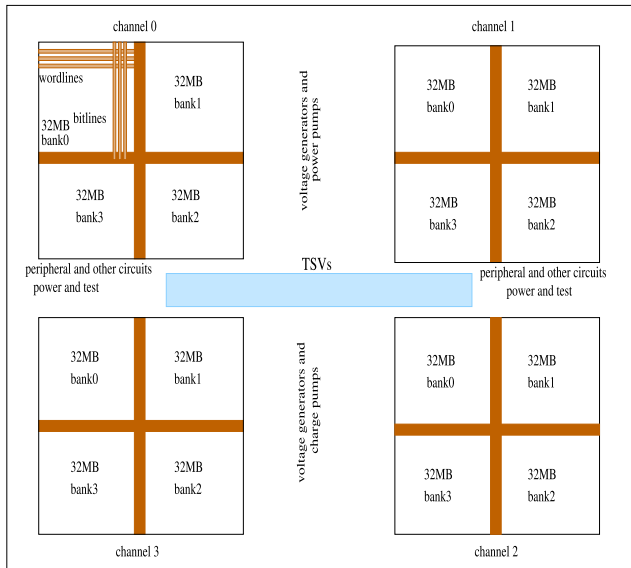 channel 0
channel 1
wordlines
bitlines
32MB
bank0
32MB
bank1
32MB
bank3
32MB
bank2
voltage generators and
power pumps
32MB
bank0
32MB
bank1
32MB
bank3
32MB
bank2
peripheral and other circuits
power and test
TSVs
peripheral and other circuits
power and test
32MB
bank0
32MB
bank1
32MB
bank3
32MB
bank2
voltage generators and
charge pumps
32MB
bank0
32MB
bank1
32MB
bank3
32MB
bank2
channel 3
channel 2